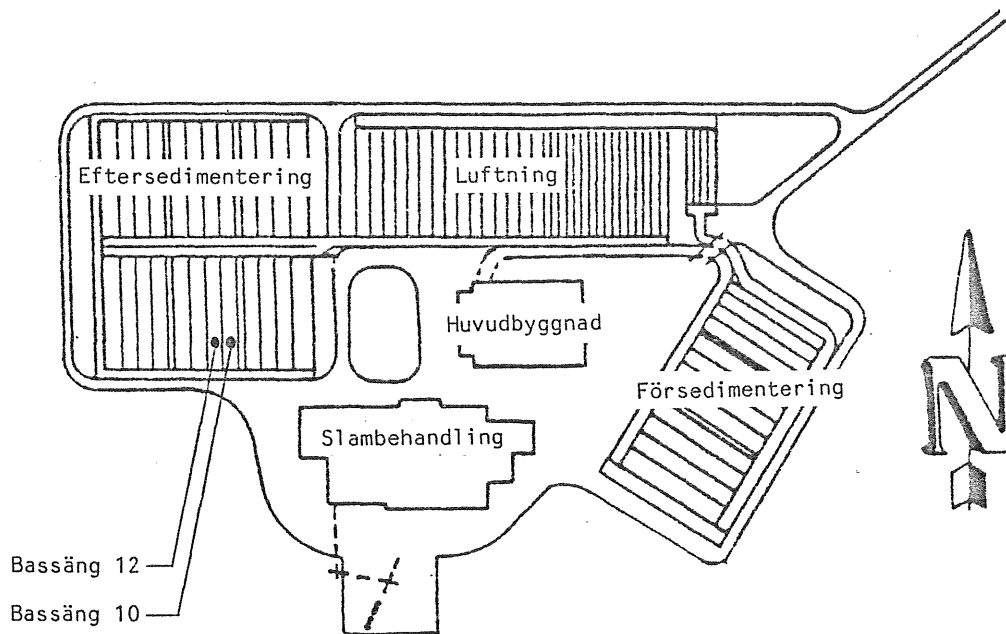 Eftersedimentering
Luftning
Huvudbyggnad
Försedimentering
Slambehandling
N
Bassäng 12
Bassäng 10